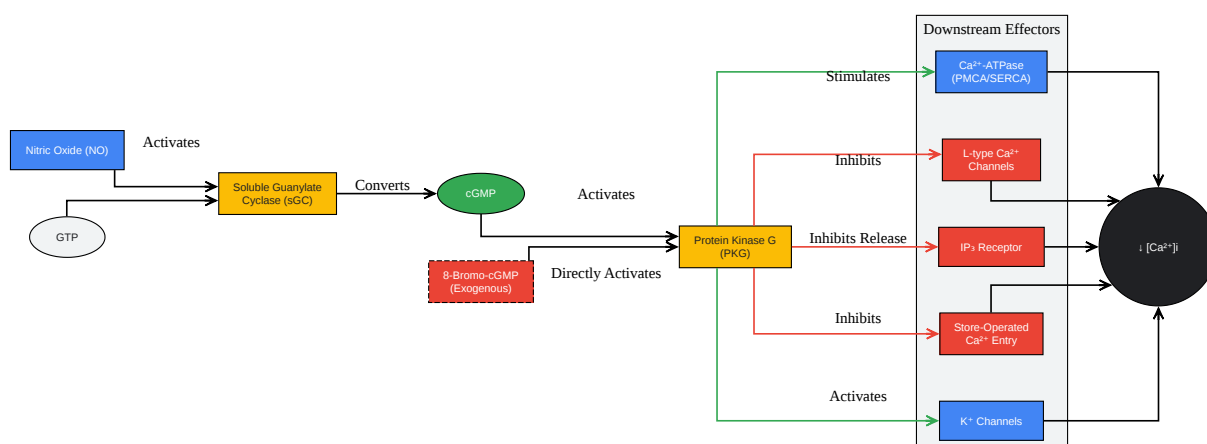 Downstream Effectors
Ca²⁺-ATPase
(PMCA/SERCA)
Stimulates
Nitric Oxide (NO)
Activates
L-type Ca²⁺
Channels
Inhibits
Soluble Guanylate
Cyclase (sGC)
Converts
cGMP
Activates
GTP
Protein Kinase G
(PKG)
Inhibits Release
IP₃ Receptor
↓ [Ca²⁺]i
8-Bromo-cGMP
(Exogenous)
Directly Activates
Inhibits
Store-Operated
Ca²⁺ Entry
Activates
K⁺ Channels